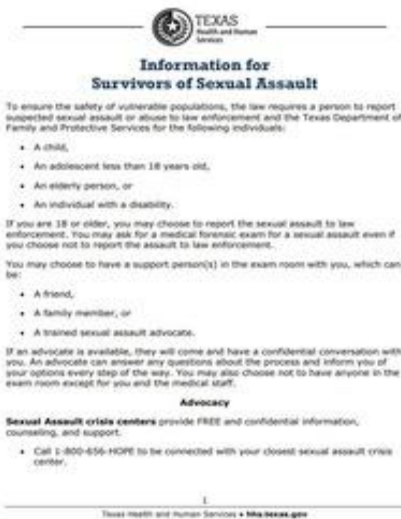 TEXAS
Health and Human
Services
Information for
Survivors of Sexual Assault
To ensure the safety of vulnerable populations, the law requires a person to report
suspected sexual assault or abuse to law enforcement and the Texas Department of
Family and Protective Services for the following individuals:
• A child,
• An adolescent less than 18 years old,
• An elderly person, or
• An individual with a disability.
If you are 18 or older, you may choose to report the sexual assault to law
enforcement. You may ask for a medical forensic exam for a sexual assault even if
you choose not to report the assault to law enforcement.
You may choose to have a support person(s) in the exam room with you, which can
be:
• A friend,
• A family member, or
• A trained sexual assault advocate.
If an advocate is available, they will come and have a confidential conversation with
you. An advocate can answer any questions about the process and inform you of
your options every step of the way. You may also choose not to have anyone in the
exam room except for you and the medical staff.
Advocacy
Sexual Assault crisis centers provide FREE and confidential information,
counseling, and support.
• Call 1-800-656-HOPE to be connected with your closest sexual assault crisis
center.
1
Texas Health and Human Services • hhs.texas.gov